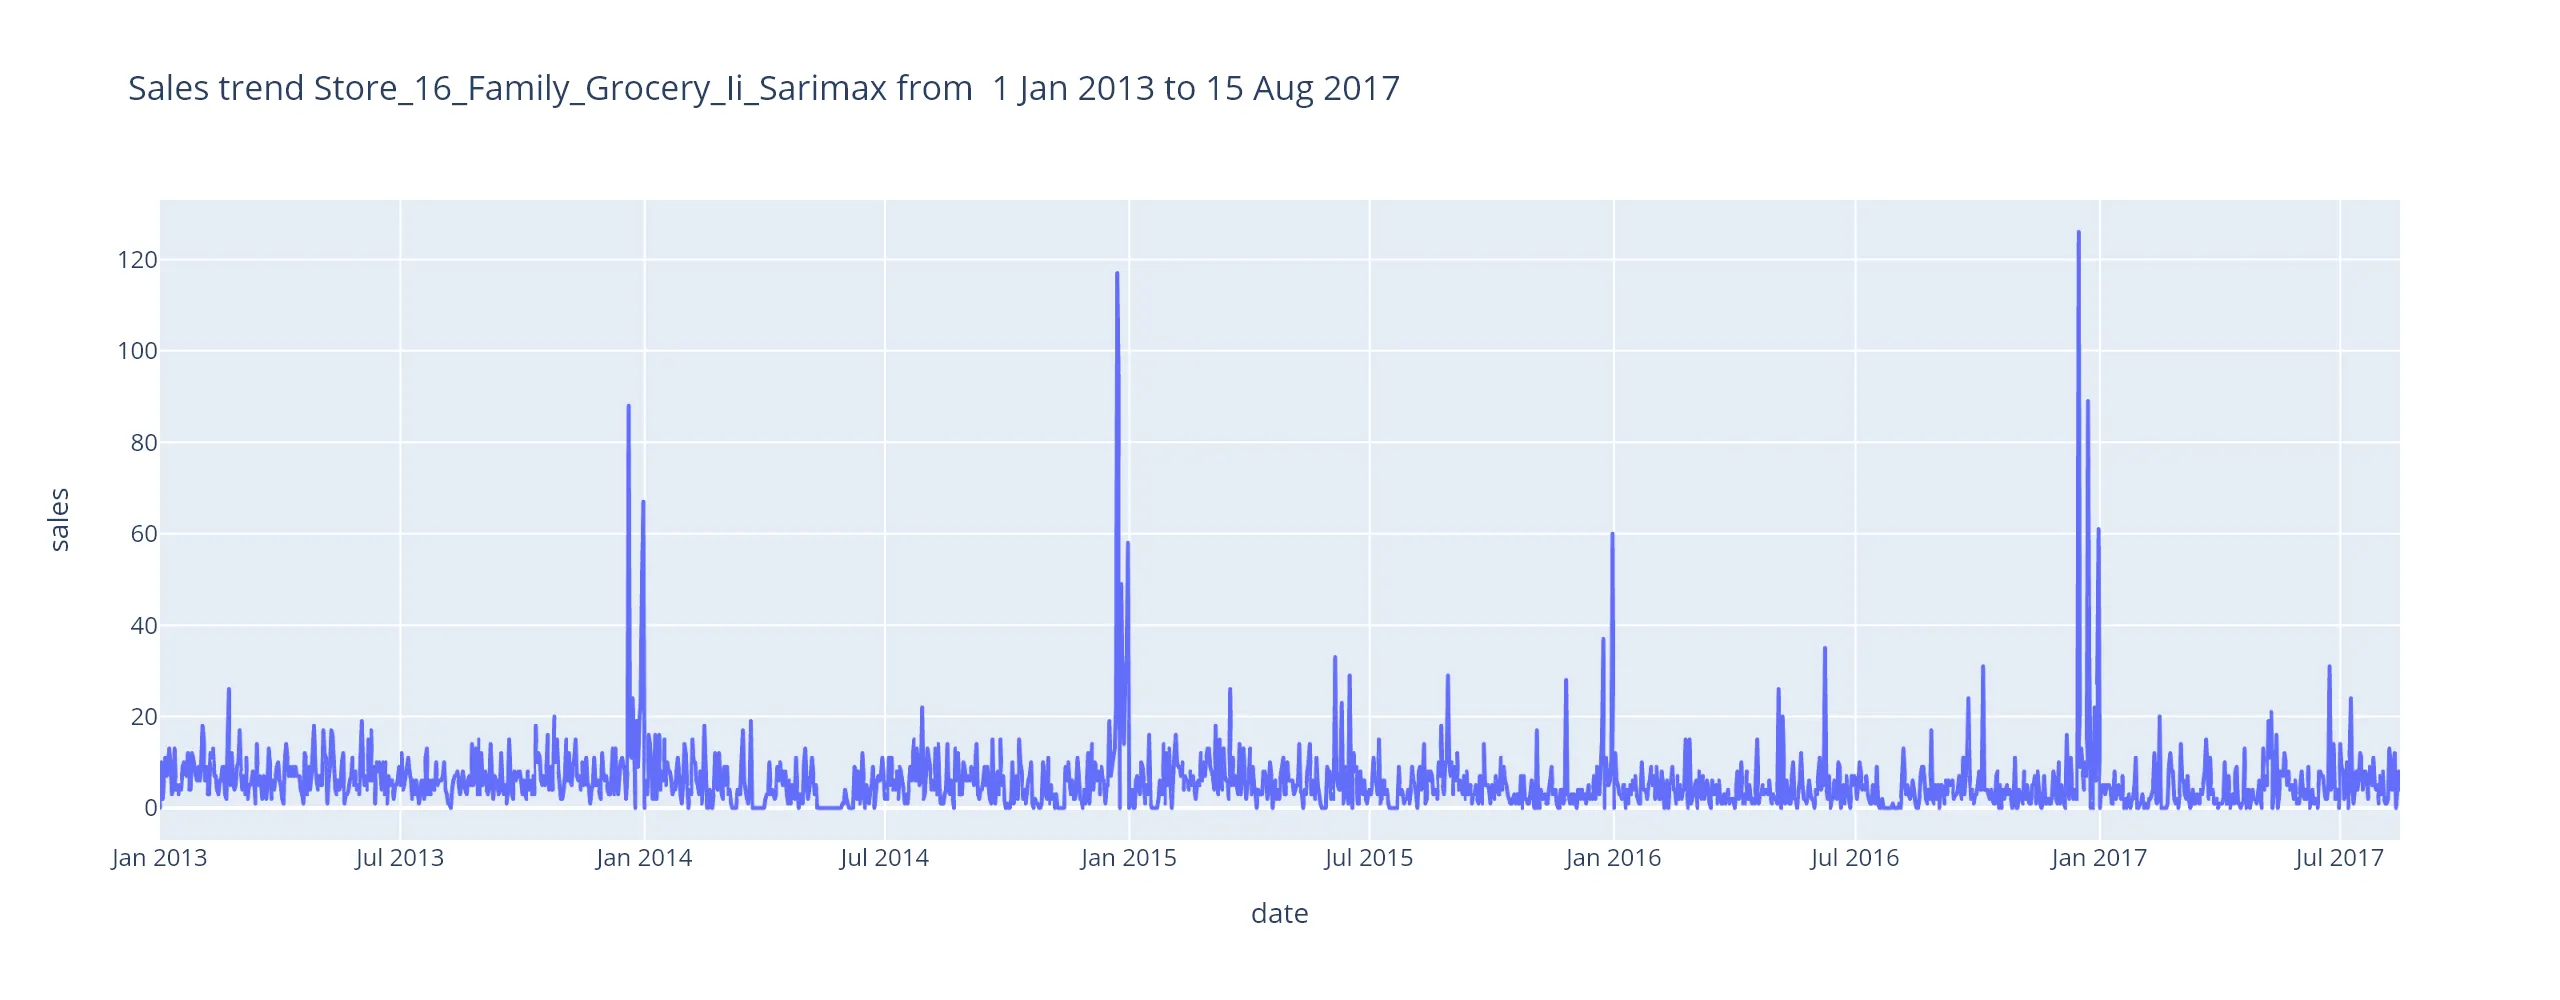 Sales trend Store_16_Family_Grocery_Ii_Sarimax from  1 Jan 2013 to 15 Aug 2017
120
100
80
60
40
20
0
sales
Jan 2013 Jul 2013 Jan 2014 Jul 2014 Jan 2015 Jul 2015 Jan 2016 Jul 2016 Jan 2017 Jul 2017
date